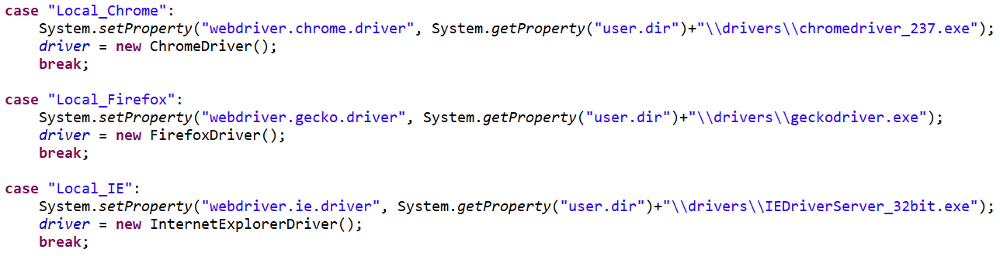 case "Local_Chrome":
    System.setProperty("webdriver.chrome.driver", System.getProperty("user.dir")+"\\drivers\\chromedriver_237.exe");
    driver = new ChromeDriver();
    break;

case "Local_Firefox":
    System.setProperty("webdriver.gecko.driver", System.getProperty("user.dir")+"\\drivers\\geckodriver.exe");
    driver = new FirefoxDriver();
    break;

case "Local_IE":
    System.setProperty("webdriver.ie.driver", System.getProperty("user.dir")+"\\drivers\\IEDriverServer_32bit.exe");
    driver = new InternetExplorerDriver();
    break;